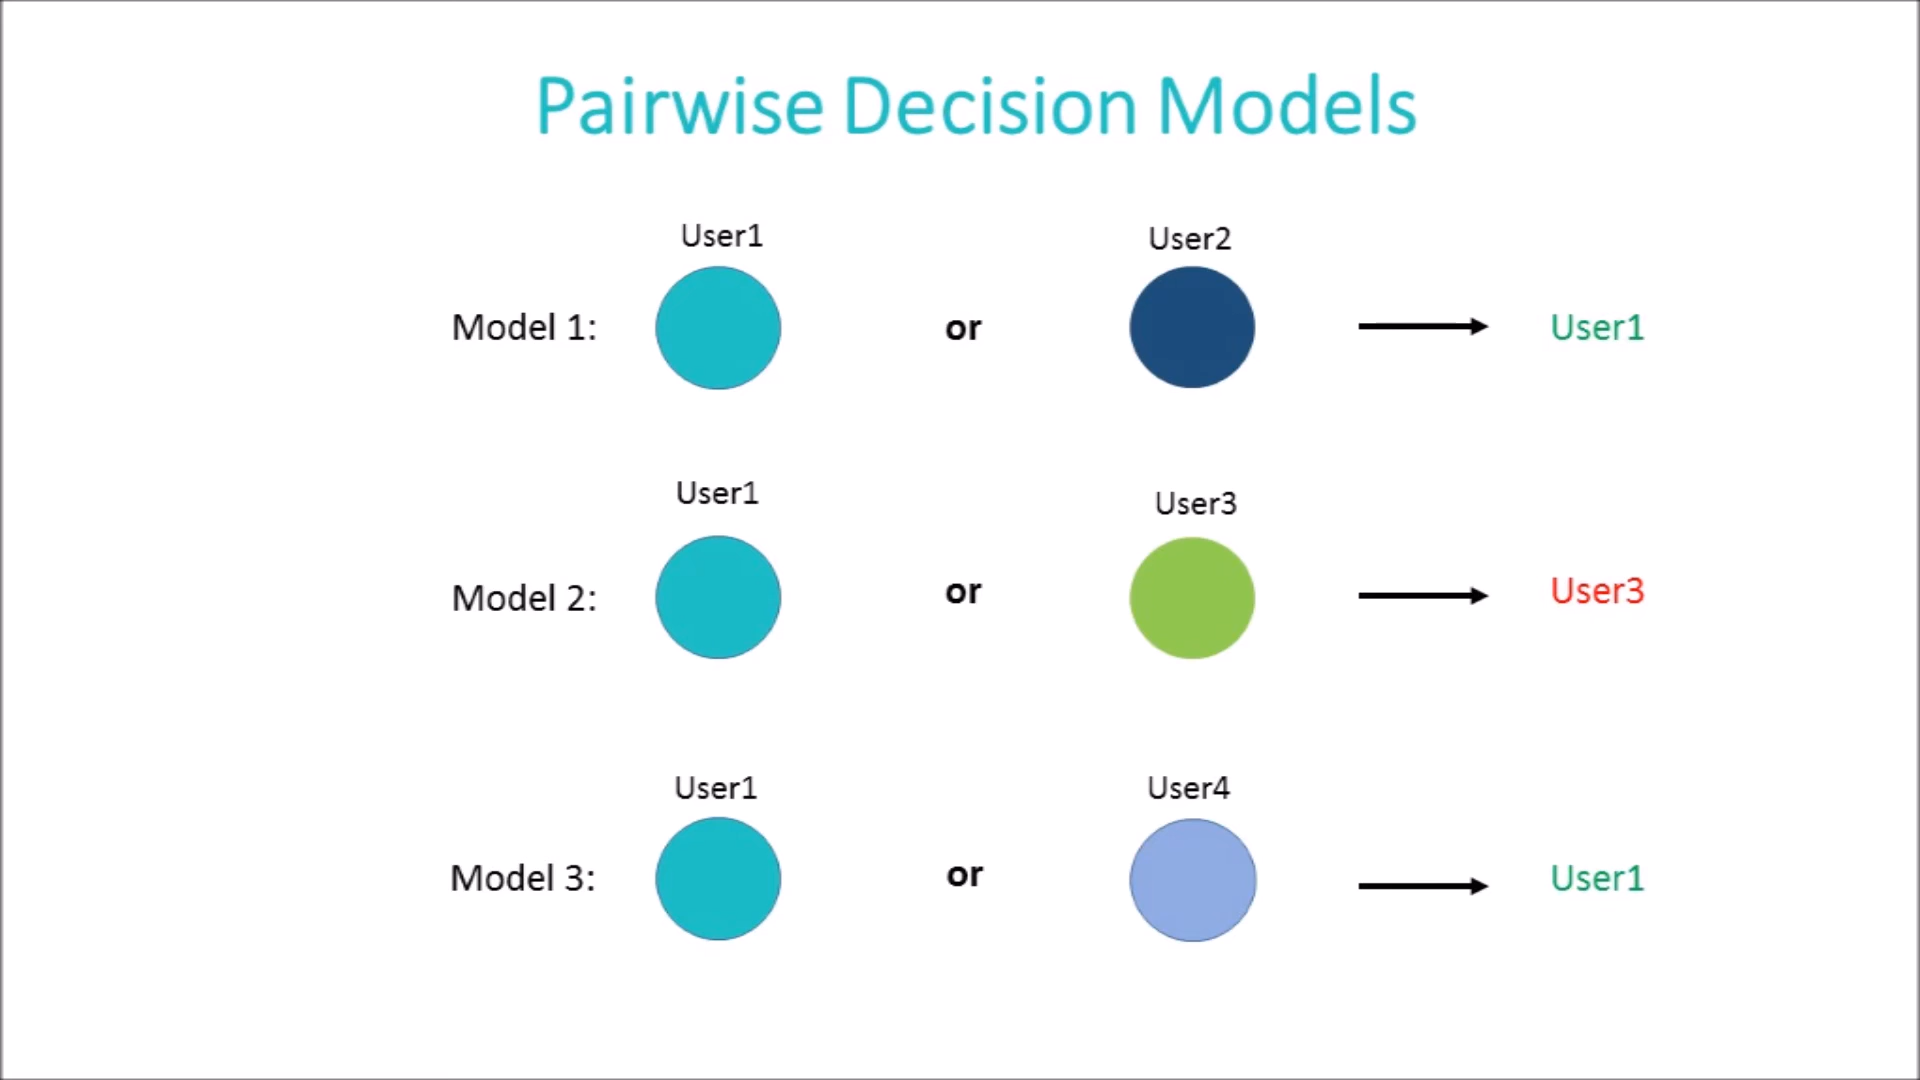 Pairwise Decision Models
User1
User2
Model 1:
or
User1
User1
User3
Model 2:
or
User3
User1
User4
Model 3:
or
User1